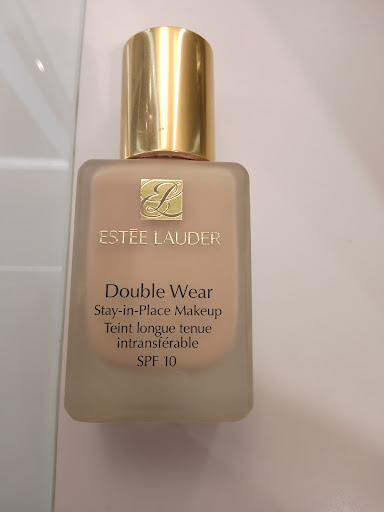 ESTĒE LAUDER
Double Wear
Stay-in-Place Makeup
Teint longue tenue
intransférable
SPF 10